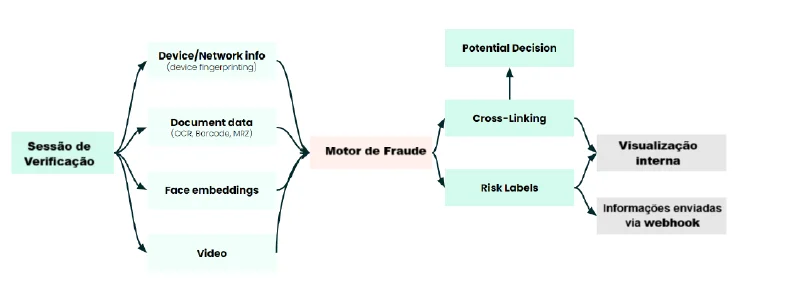 Sessão de
Verificação
Device/Network info
(device fingerprinting)
Document data
(OCR, Barcode, MRZ)
Face embeddings
Video
Motor de Fraude
Potential Decision
Cross-Linking
Risk Labels
Visualização
interna
Informações enviadas
via webhook